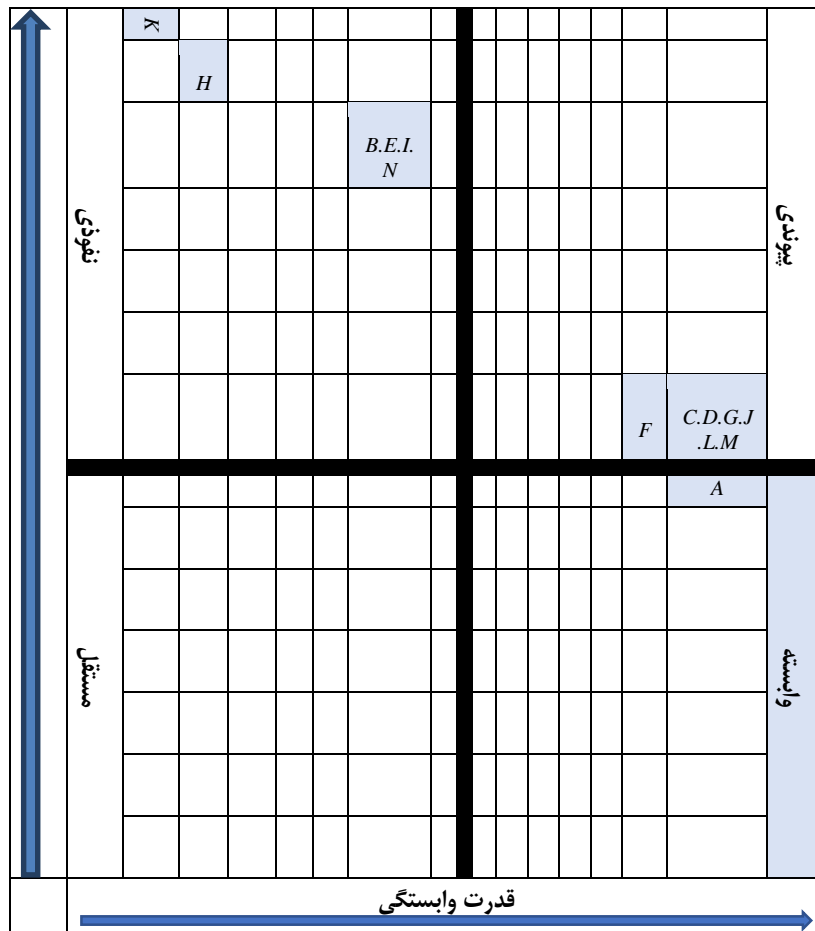 K
H
B.E.I.
N
نفوذی
پیوندی
F
C.D.G.J
.L.M
A
مستقل
وابسته
قدرت وابستگی